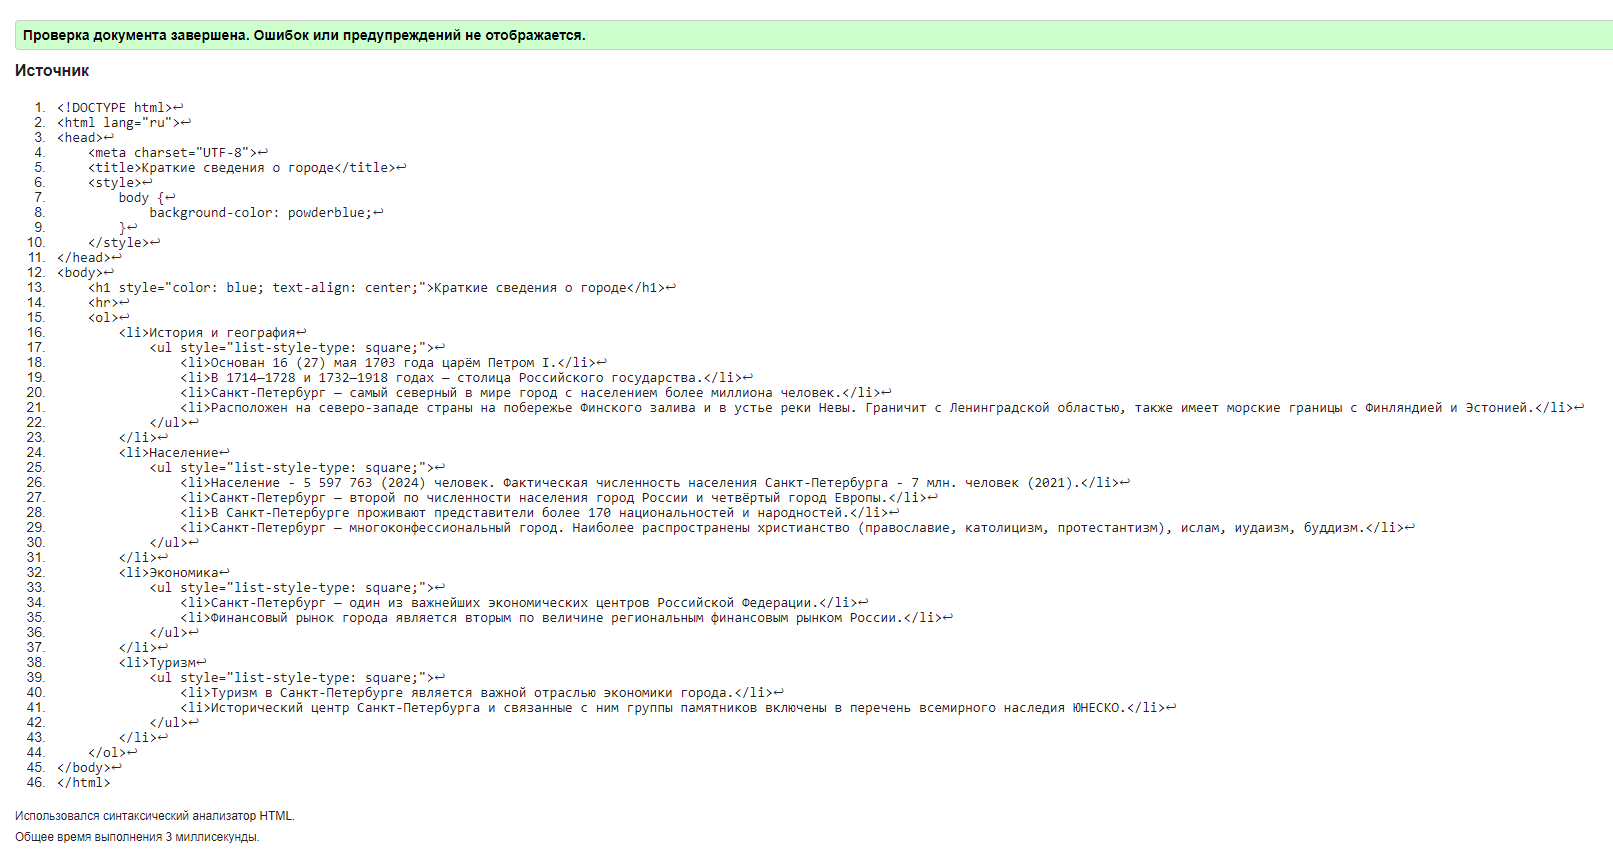 Проверка документа завершена. Ошибок или предупреждений не отображается.
Источник
1. <!DOCTYPE html>↩
2. <html lang="ru">↩
3. <head>↩
4.     <meta charset="UTF-8">↩
5.     <title>Краткие сведения о городе</title>↩
6.     <style>↩
7.         body {↩
8.             background-color: powderblue;↩
9.         }↩
10.     </style>↩
11. </head>↩
12. <body>↩
13.     <h1 style="color: blue; text-align: center;">Краткие сведения о городе</h1>↩
14.     <hr>↩
15.     <ol>↩
16.         <li>История и география↩
17.             <ul style="list-style-type: square;">↩
18.                 <li>Основан 16 (27) мая 1703 года царём Петром I.</li>↩
19.                 <li>В 1714—1728 и 1732—1918 годах — столица Российского государства.</li>↩
20.                 <li>Санкт-Петербург — самый северный в мире город с населением более миллиона человек.</li>↩
21.                 <li>Расположен на северо-западе страны на побережье Финского залива и в устье реки Невы. Граничит с Ленинградской областью, также имеет морские границы с Финляндией и Эстонией.</li>↩
22.             </ul>↩
23.         </li>↩
24.         <li>Население↩
25.             <ul style="list-style-type: square;">↩
26.                 <li>Население - 5 597 763 (2024) человек. Фактическая численность населения Санкт-Петербурга - 7 млн. человек (2021).</li>↩
27.                 <li>Санкт-Петербург — второй по численности населения город России и четвёртый город Европы.</li>↩
28.                 <li>В Санкт-Петербурге проживают представители более 170 национальностей и народностей.</li>↩
29.                 <li>Санкт-Петербург — многоконфессиональный город. Наиболее распространены христианство (православие, католицизм, протестантизм), ислам, иудаизм, буддизм.</li>↩
30.             </ul>↩
31.         </li>↩
32.         <li>Экономика↩
33.             <ul style="list-style-type: square;">↩
34.                 <li>Санкт-Петербург — один из важнейших экономических центров Российской Федерации.</li>↩
35.                 <li>Финансовый рынок города является вторым по величине региональным финансовым рынком России.</li>↩
36.             </ul>↩
37.         </li>↩
38.         <li>Туризм↩
39.             <ul style="list-style-type: square;">↩
40.                 <li>Туризм в Санкт-Петербурге является важной отраслью экономики города.</li>↩
41.                 <li>Исторический центр Санкт-Петербурга и связанные с ним группы памятников включены в перечень всемирного наследия ЮНЕСКО.</li>↩
42.             </ul>↩
43.         </li>↩
44.     </ol>↩
45. </body>↩
46. </html>
Использовался синтаксический анализатор HTML.
Общее время выполнения 3 миллисекунды.